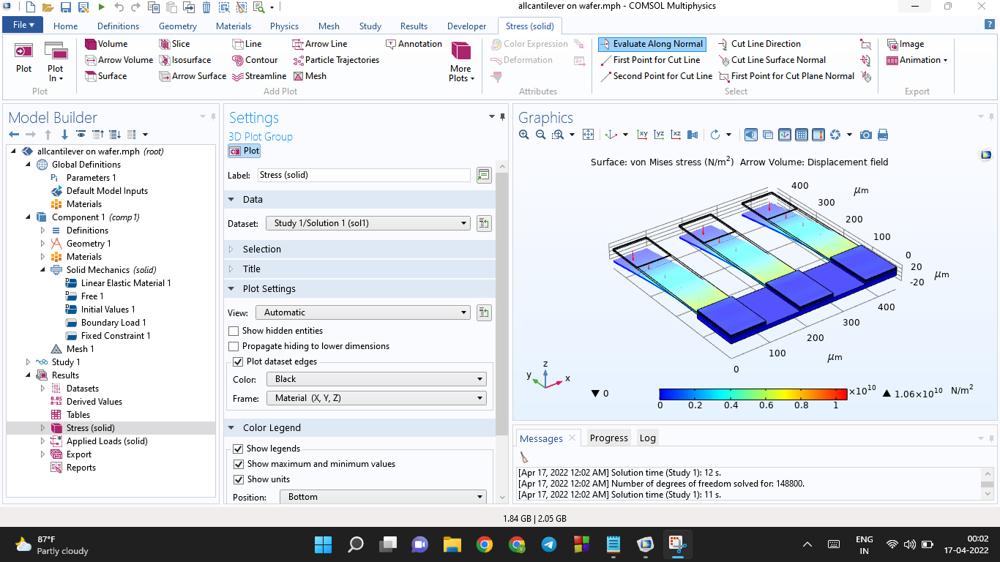 allcantilever on wafer.mph - COMSOL Multiphysics
File
Home
Definitions
Geometry
Materials
Physics
Mesh
Study
Results
Developer
Stress (solid)
Plot
Plot In
Plot
Volume
Arrow Volume
Surface
Slice
Isosurface
Arrow Surface
Line
Contour
Streamline
Arrow Line
Particle Trajectories
Mesh
Annotation
More Plots
Add Plot
Color Expression
Deformation
Attributes
Evaluate Along Normal
First Point for Cut Line
Second Point for Cut Line
Cut Line Direction
Cut Line Surface Normal
First Point for Cut Plane Normal
Select
Image
Animation
Export
Model Builder
allcantilever on wafer.mph (root)
Global Definitions
Pi Parameters 1
Default Model Inputs
Materials
Component 1 (comp1)
Definitions
Geometry 1
Materials
Solid Mechanics (solid)
Linear Elastic Material 1
Free 1
Initial Values 1
Boundary Load 1
Fixed Constraint 1
Mesh 1
Study 1
Results
Datasets
8.85 e-12 Derived Values
Tables
Stress (solid)
Applied Loads (solid)
Export
Reports
Settings
3D Plot Group
Plot
Label: Stress (solid)
Data
Dataset: Study 1/Solution 1 (sol1)
Selection
Title
Plot Settings
View: Automatic
Show hidden entities
Propagate hiding to lower dimensions
Plot dataset edges
Color: Black
Frame: Material (X, Y, Z)
Color Legend
Show legends
Show maximum and minimum values
Show units
Position: Bottom
Graphics
xy yz xz
Surface: von Mises stress (N/m²) Arrow Volume: Displacement field
400 μm
300
200
100
0
20
-20 μm
400
300
200
100 μm
0
z
y x
▼ 0
0 0.2 0.4 0.6 0.8 1
×10¹⁰
▲ 1.06×10¹⁰ N/m²
Messages
Progress
Log
[Apr 17, 2022 12:02 AM] Solution time (Study 1): 12 s.
[Apr 17, 2022 12:02 AM] Number of degrees of freedom solved for: 148800.
[Apr 17, 2022 12:02 AM] Solution time (Study 1): 11 s.
1.84 GB | 2.05 GB
87°F
Partly cloudy
ENG
IN
00:02
17-04-2022